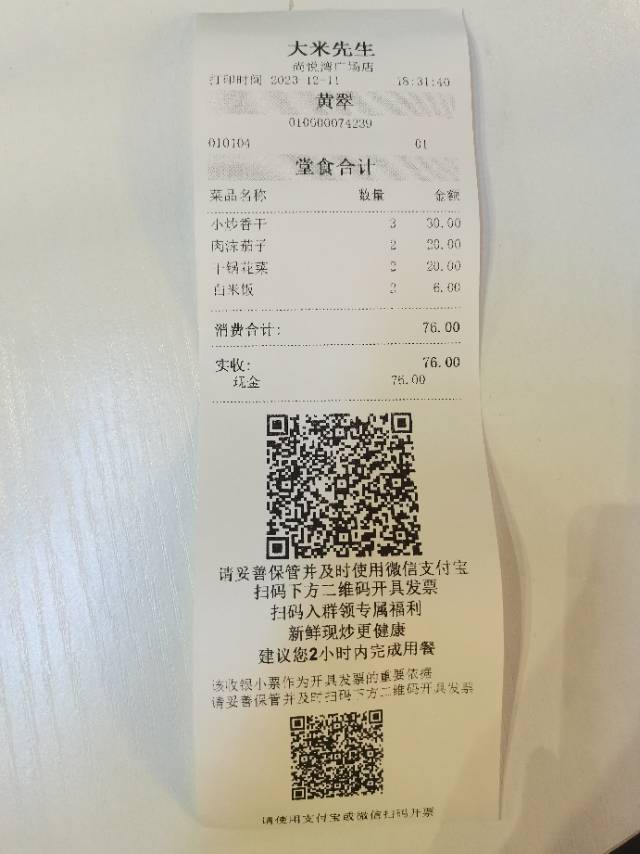 大米先生
尚悦湾广场店
打印时间 2023-12-11 18:31:40
黄翠
010600074239
010104 01
堂食合计
菜品名称 数量 金额
小炒香干 3 30.00
肉沫茄子 2 20.00
干锅花菜 2 20.00
白米饭 2 6.00
消费合计: 76.00
实收: 76.00
现金 76.00
请妥善保管并及时使用微信支付宝
扫码下方二维码开具发票
扫码入群领专属福利
新鲜现炒更健康
建议您2小时内完成用餐
该收银小票作为开具发票的重要依据
请妥善保管并及时扫码下方二维码开具发票
请使用支付宝或微信扫码开票